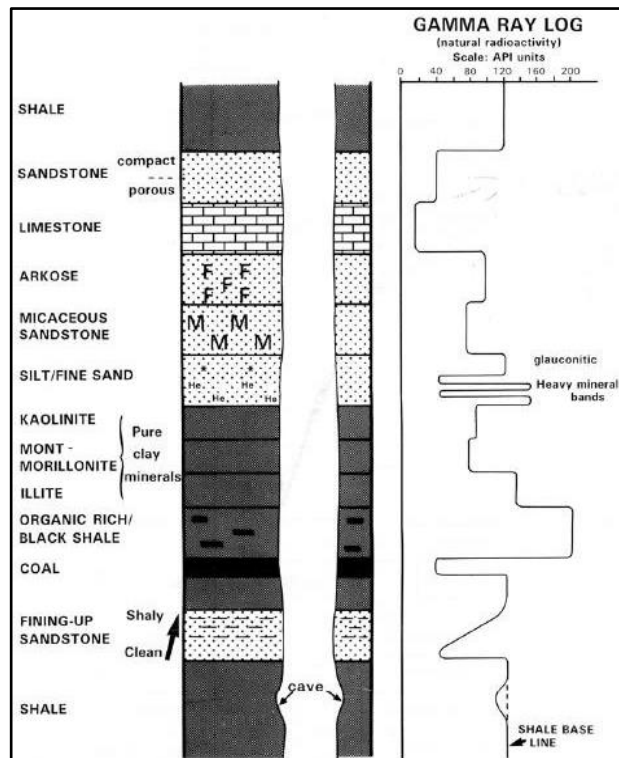 GAMMA RAY LOG
(natural radioactivity)
Scale: API units
0 40 80 120 160 200
SHALE
SANDSTONE
compact
porous
LIMESTONE
ARKOSE
F F
F
F F
MICACEOUS
SANDSTONE
M M
M M
glauconitic
SILT/FINE SAND
He He
He He
Heavy mineral
bands
KAOLINITE
MONT-
MORILLONITE
ILLITE
Pure
clay
minerals
ORGANIC RICH/
BLACK SHALE
COAL
FINING-UP
SANDSTONE
Shaly
Clean
SHALE
cave
SHALE BASE
LINE